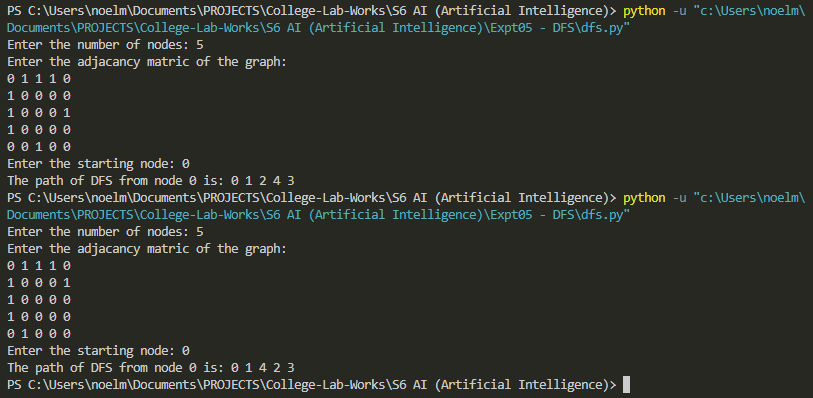 PS C:\Users\noelm\Documents\PROJECTS\College-Lab-Works\S6 AI (Artificial Intelligence)> python -u "c:\Users\noelm\
Documents\PROJECTS\College-Lab-Works\S6 AI (Artificial Intelligence)\Expt05 - DFS\dfs.py"
Enter the number of nodes: 5
Enter the adjacancy matric of the graph:
0 1 1 1 0
1 0 0 0 0
1 0 0 0 1
1 0 0 0 0
0 0 1 0 0
Enter the starting node: 0
The path of DFS from node 0 is: 0 1 2 4 3
PS C:\Users\noelm\Documents\PROJECTS\College-Lab-Works\S6 AI (Artificial Intelligence)> python -u "c:\Users\noelm\
Documents\PROJECTS\College-Lab-Works\S6 AI (Artificial Intelligence)\Expt05 - DFS\dfs.py"
Enter the number of nodes: 5
Enter the adjacancy matric of the graph:
0 1 1 1 0
1 0 0 0 1
1 0 0 0 0
1 0 0 0 0
0 1 0 0 0
Enter the starting node: 0
The path of DFS from node 0 is: 0 1 4 2 3
PS C:\Users\noelm\Documents\PROJECTS\College-Lab-Works\S6 AI (Artificial Intelligence)>